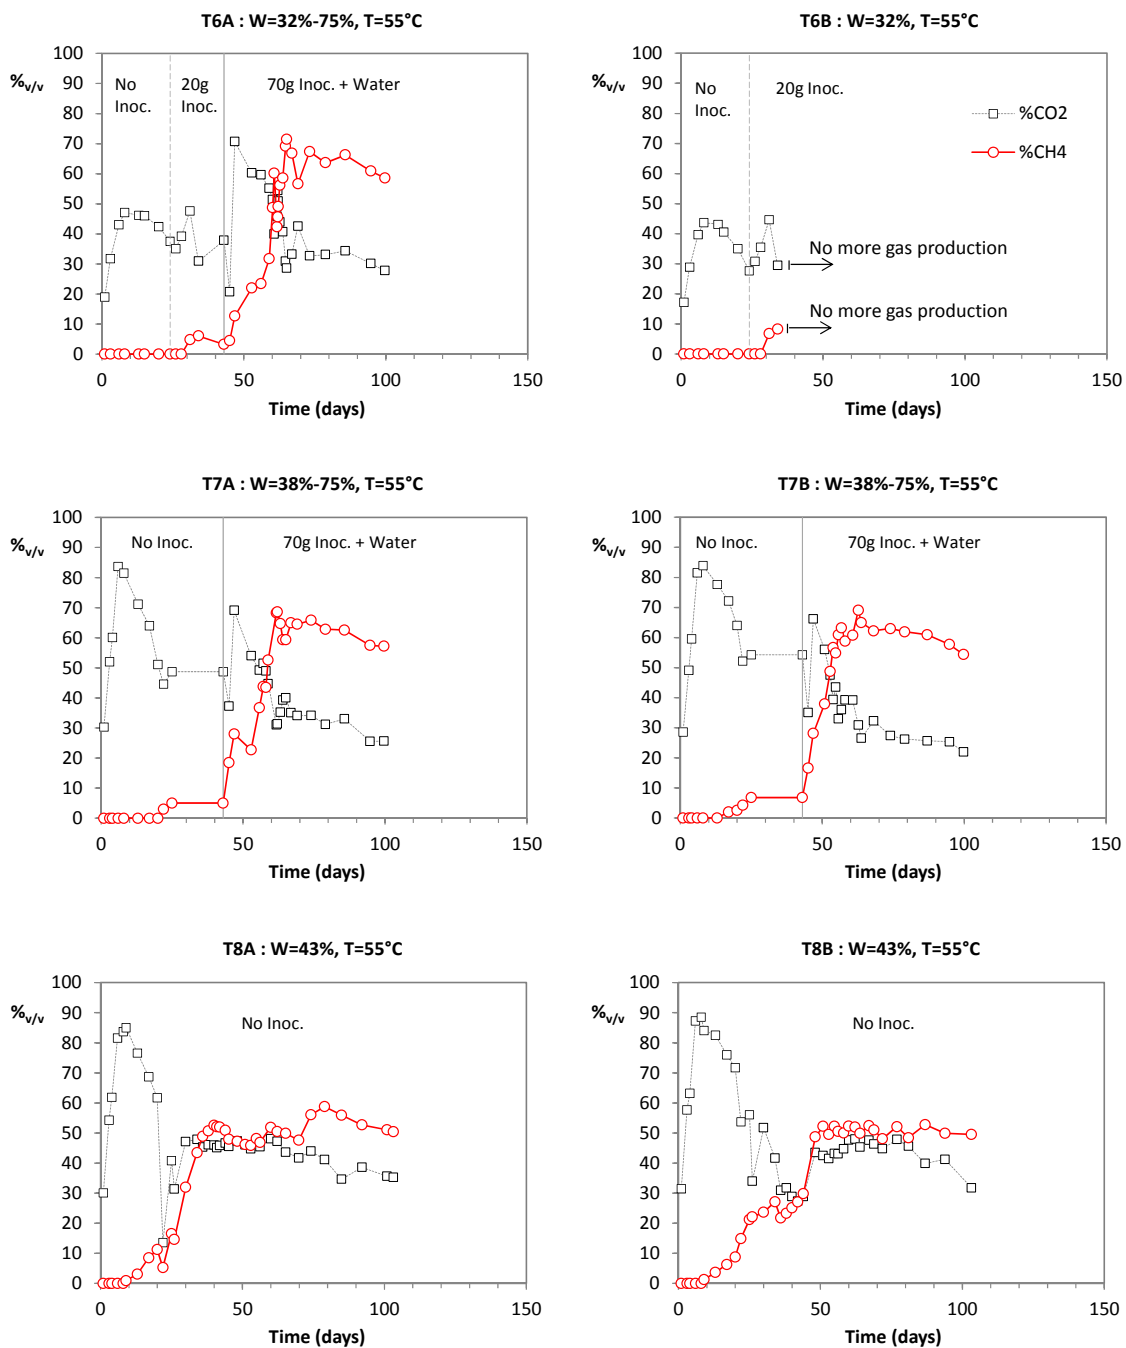 T6A : W=32%-75%, T=55°C
100
90
80
70
60
50
40
30
20
10
0
%v/v
No
Inoc.
20g
Inoc.
70g Inoc. + Water
0
50
100
150
Time (days)
T6B : W=32%, T=55°C
100
90
80
70
60
50
40
30
20
10
0
%v/v
No
Inoc.
20g Inoc.
%CO2
%CH4
No more gas production
No more gas production
0
50
100
150
Time (days)
T7A : W=38%-75%, T=55°C
100
90
80
70
60
50
40
30
20
10
0
%v/v
No Inoc.
70g Inoc. + Water
0
50
100
150
Time (days)
T7B : W=38%-75%, T=55°C
100
90
80
70
60
50
40
30
20
10
0
%v/v
No Inoc.
70g Inoc. + Water
0
50
100
150
Time (days)
T8A : W=43%, T=55°C
100
90
80
70
60
50
40
30
20
10
0
%v/v
No Inoc.
0
50
100
150
Time (days)
T8B : W=43%, T=55°C
100
90
80
70
60
50
40
30
20
10
0
%v/v
No Inoc.
0
50
100
150
Time (days)